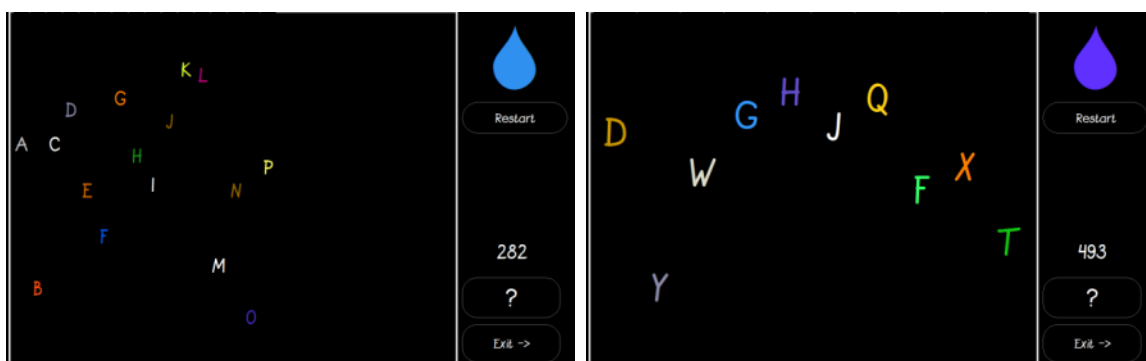 K L
G
D
J
A C
H
P
I
E
N
F
M
B
O
Restart
282
?
Exit ->
H
Q
G
J
D
X
W
F
T
Y
Restart
493
?
Exit ->